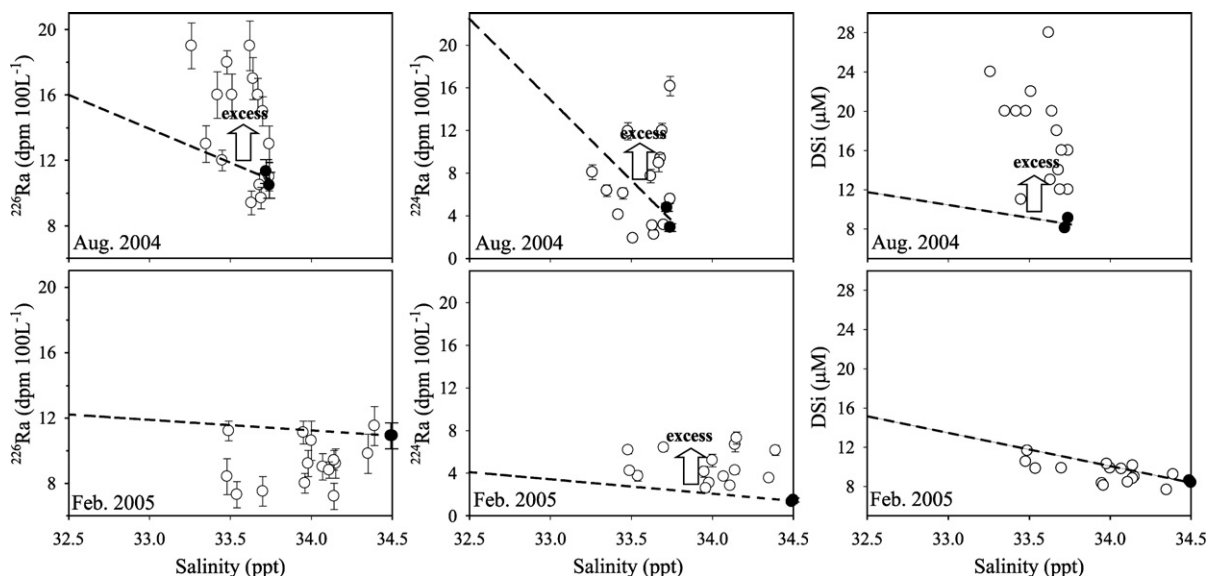 ²²⁶Ra (dpm 100L⁻¹)
20
16
12
8
excess
Aug. 2004
²²⁴Ra (dpm 100L⁻¹)
20
16
12
8
4
0
excess
Aug. 2004
DSi (μM)
28
24
20
16
12
8
excess
Aug. 2004
²²⁶Ra (dpm 100L⁻¹)
20
16
12
8
Feb. 2005
32.5 33.0 33.5 34.0 34.5
Salinity (ppt)
²²⁴Ra (dpm 100L⁻¹)
20
16
12
8
4
0
excess
Feb. 2005
32.5 33.0 33.5 34.0 34.5
Salinity (ppt)
DSi (μM)
28
24
20
16
12
8
Feb. 2005
32.5 33.0 33.5 34.0 34.5
Salinity (ppt)